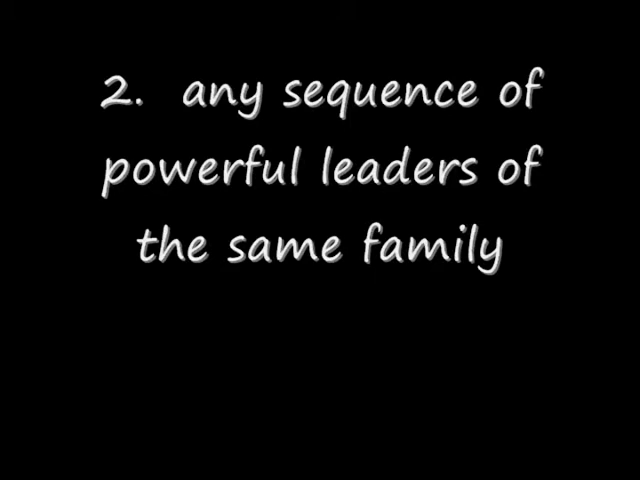 2. any sequence of
powerful leaders of
the same family